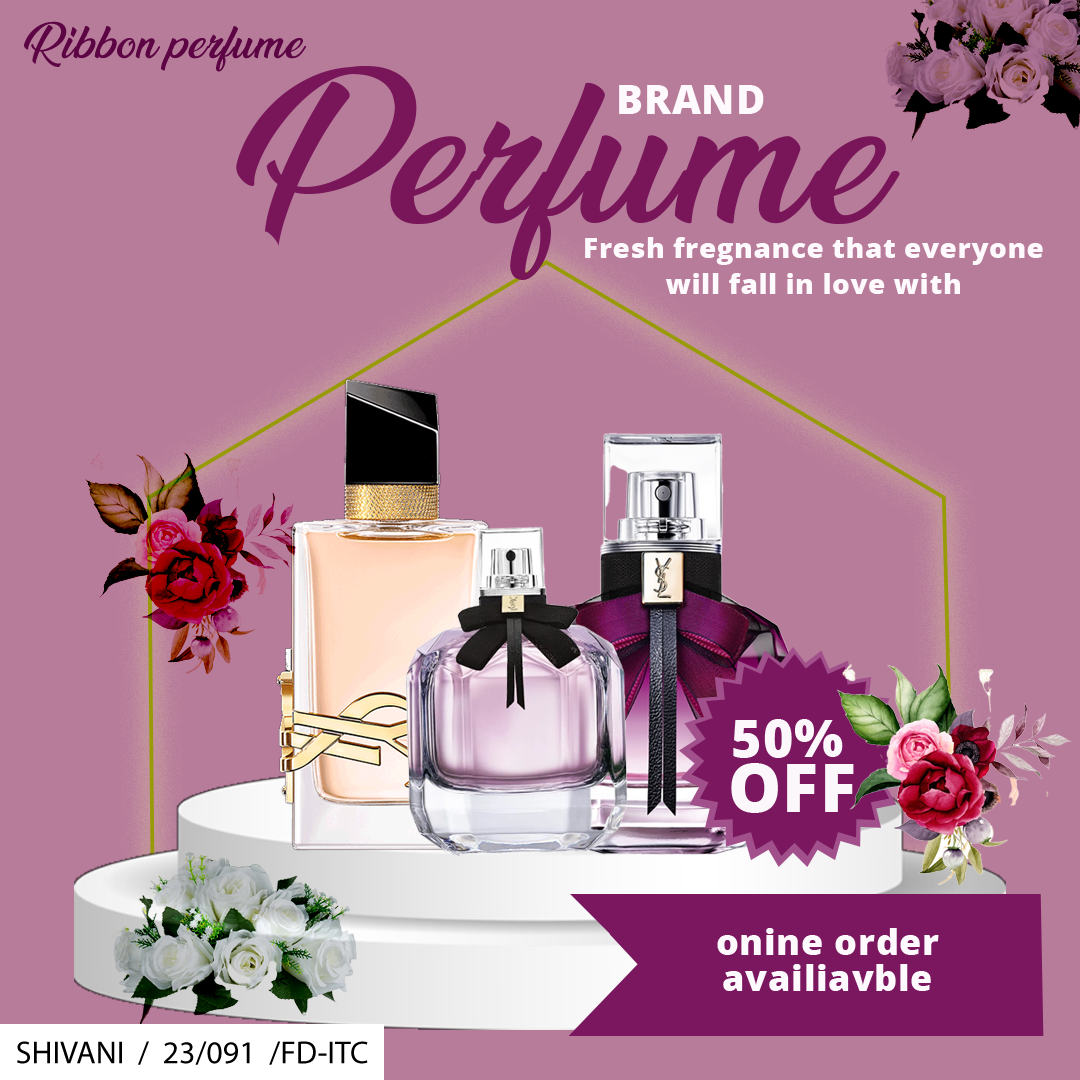 Ribbon perfume
BRAND
Perfume
Fresh fregnance that everyone
will fall in love with
YSL
50%
OFF
onine order
availiavble
SHIVANI / 23/091 /FD-ITC